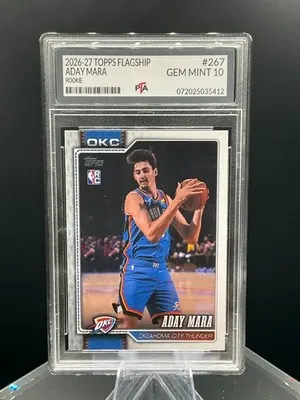 2026-27 TOPPS FLAGSHIP
#267
ADAY MARA
GEM MINT 10
ROOKIE
PTA
072025035412
OKC
TOPPS
OKC
ADAY MARA
OKLAHOMA CITY THUNDER